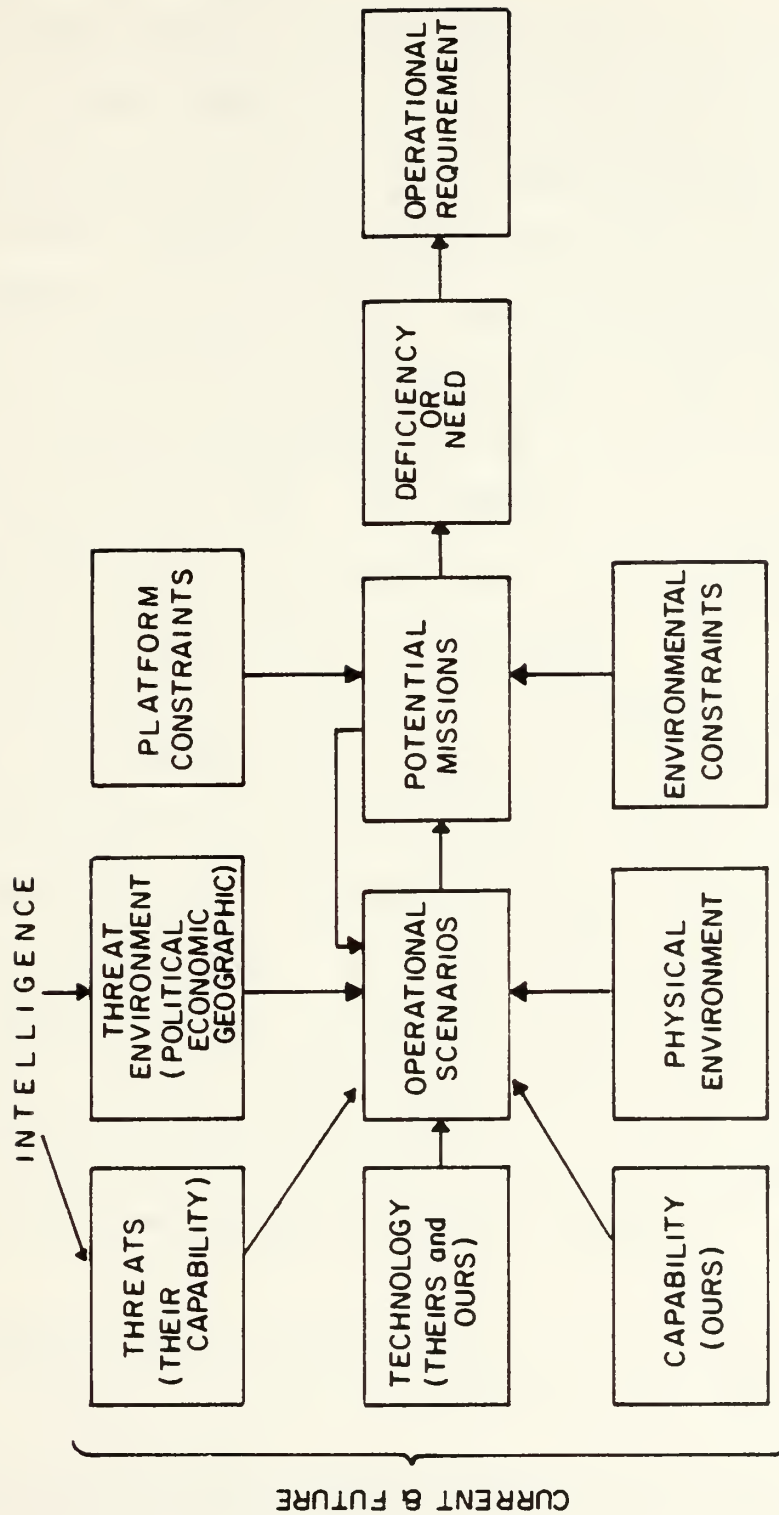 INTELLIGENCE
THREATS
(THEIR
CAPABILITY)
THREAT
ENVIRONMENT
(POLITICAL
ECONOMIC
GEOGRAPHIC)
PLATFORM
CONSTRAINTS
TECHNOLOGY
(THEIRS and
OURS)
OPERATIONAL
SCENARIOS
POTENTIAL
MISSIONS
DEFICIENCY
OR
NEED
OPERATIONAL
REQUIREMENT
CAPABILITY
(OURS)
PHYSICAL
ENVIRONMENT
ENVIRONMENTAL
CONSTRAINTS
CURRENT & FUTURE